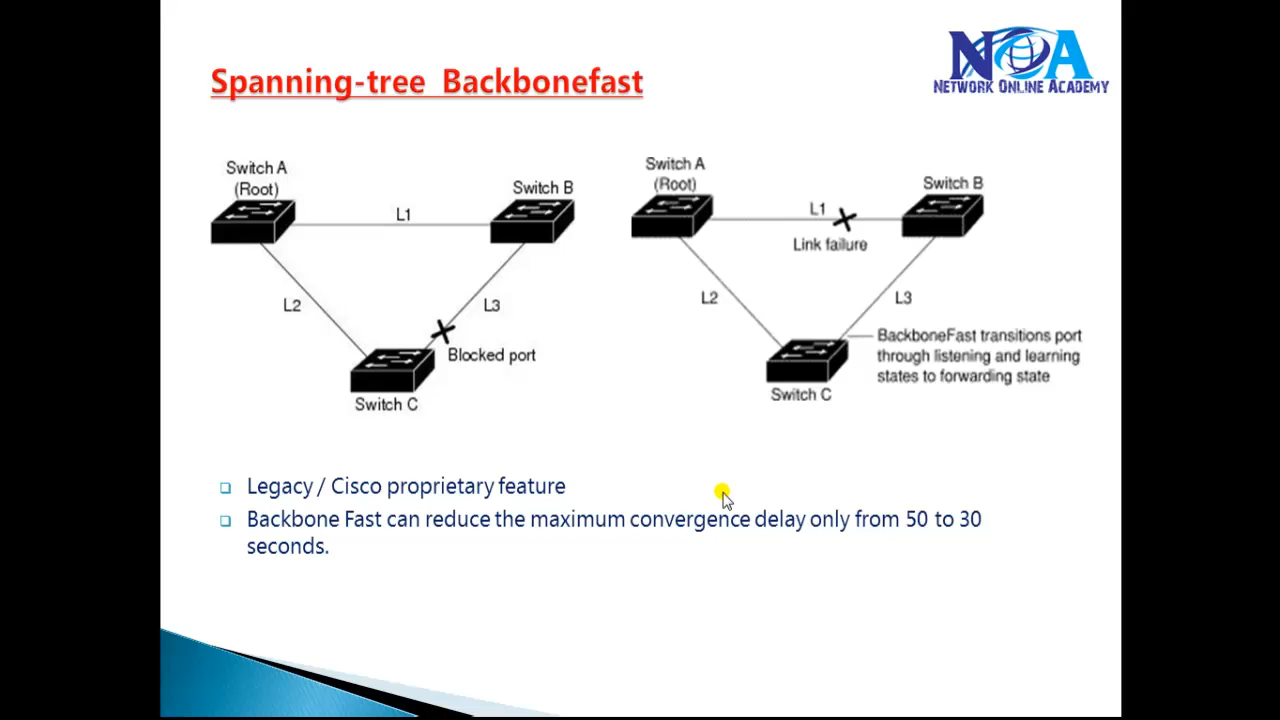 NOA
NETWORK ONLINE ACADEMY
Spanning-tree Backbonefast
Switch A
(Root)
Switch B
L1
L2
L3
Blocked port
Switch C
Switch A
(Root)
Switch B
L1
Link failure
L2
L3
BackboneFast transitions port
through listening and learning
states to forwarding state
Switch C
Legacy / Cisco proprietary feature
Backbone Fast can reduce the maximum convergence delay only from 50 to 30
seconds.